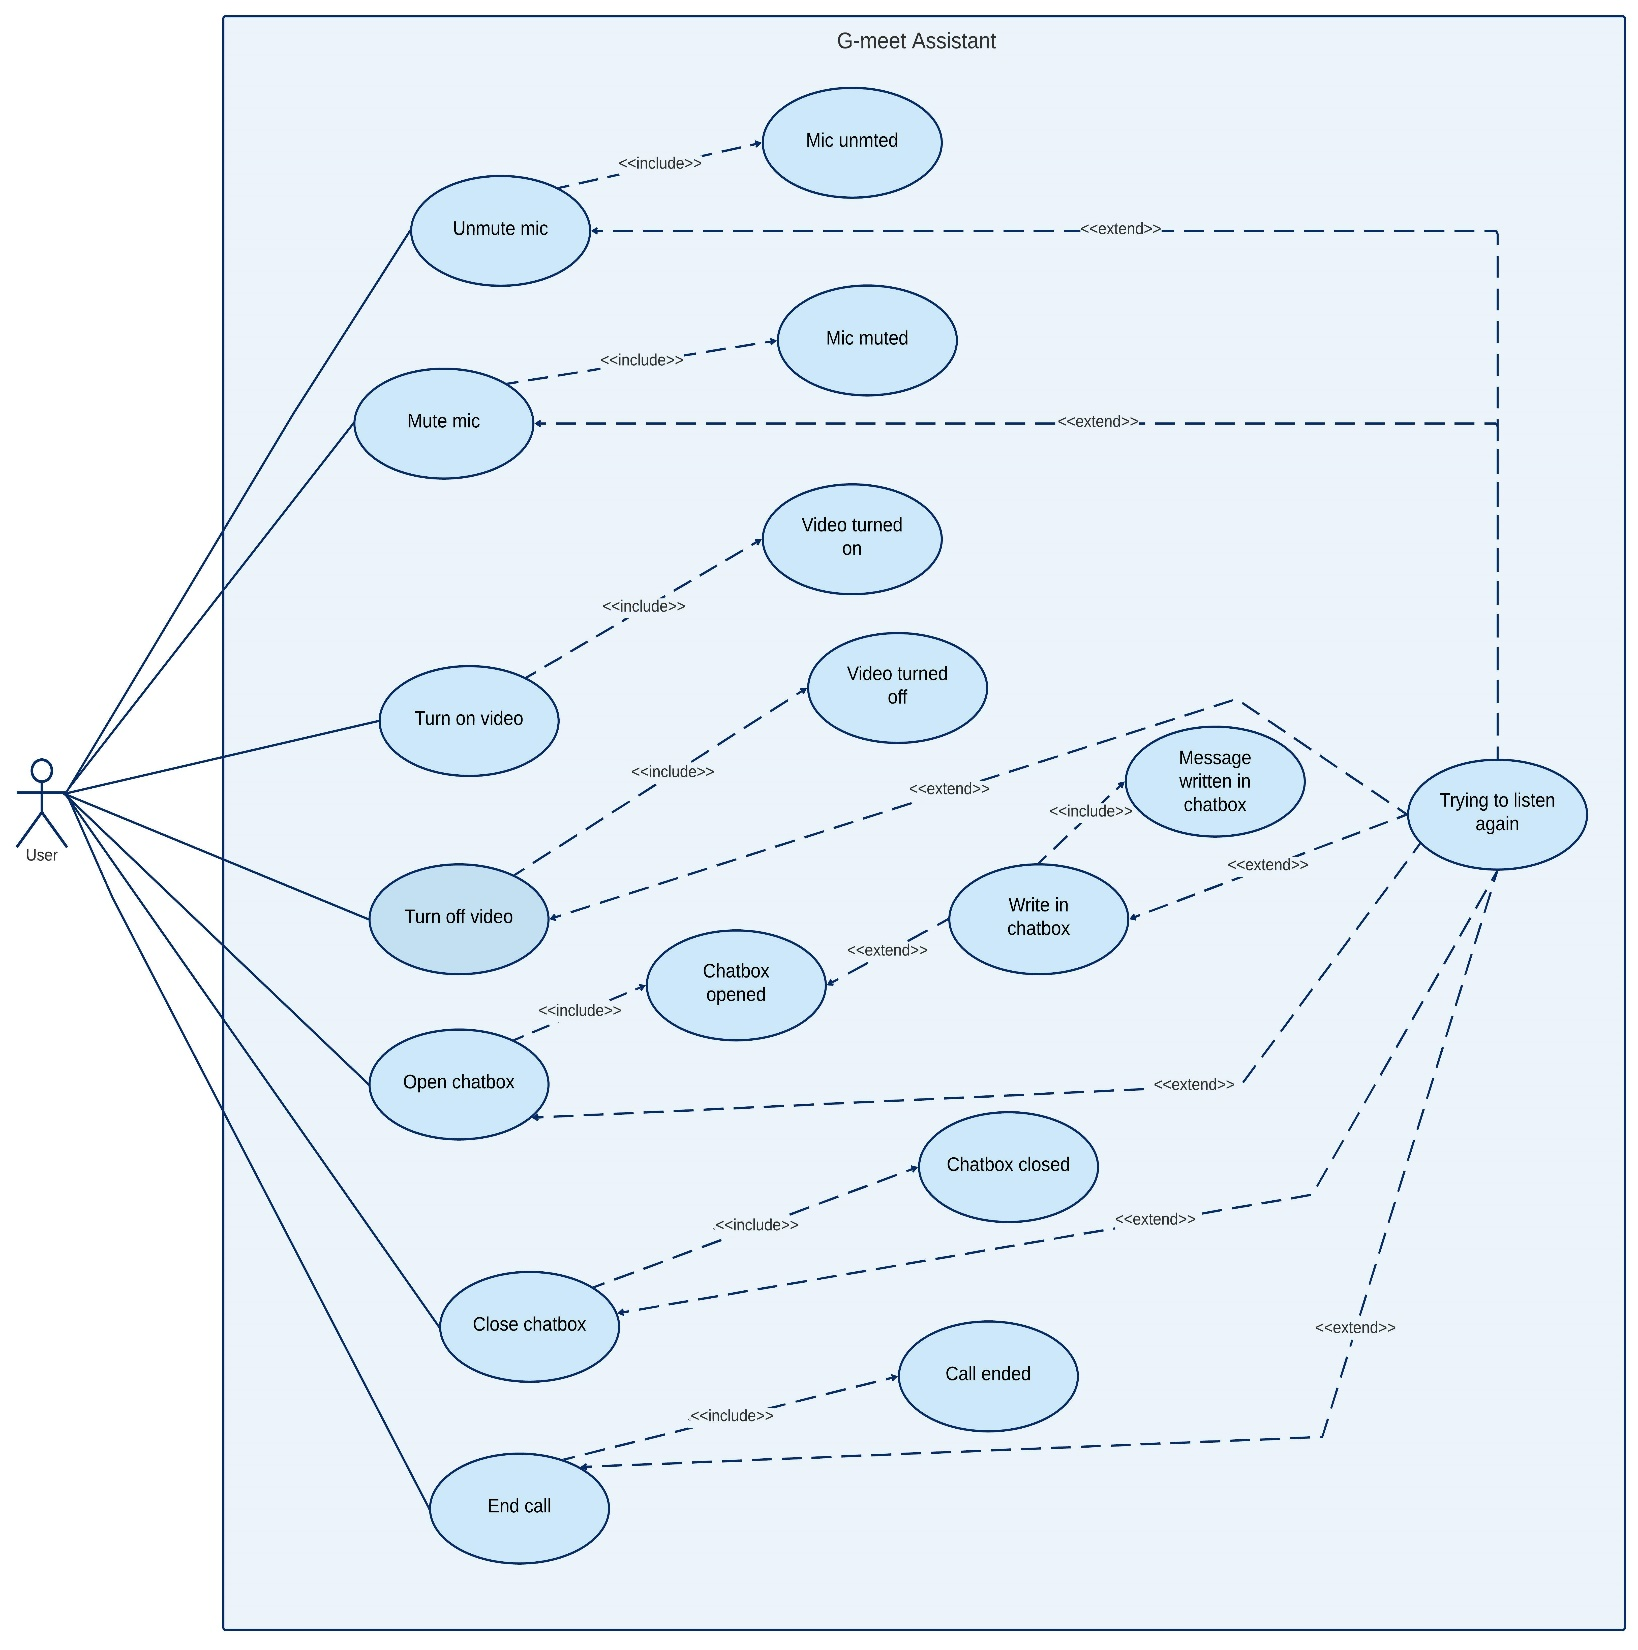 G-meet Assistant
Mic unmted
<<include>>
Unmute mic
<<extend>>
Mic muted
<<include>>
Mute mic
<<extend>>
Video turned
on
<<include>>
Video turned
off
Turn on video
<<include>>
<<extend>>
Message
written in
chatbox
<<include>>
Trying to listen
again
User
<<extend>>
Turn off video
Write in
chatbox
<<extend>>
Chatbox
opened
<<include>>
Open chatbox
<<extend>>
Chatbox closed
<<include>>
<<extend>>
Close chatbox
<<extend>>
Call ended
<<include>>
End call